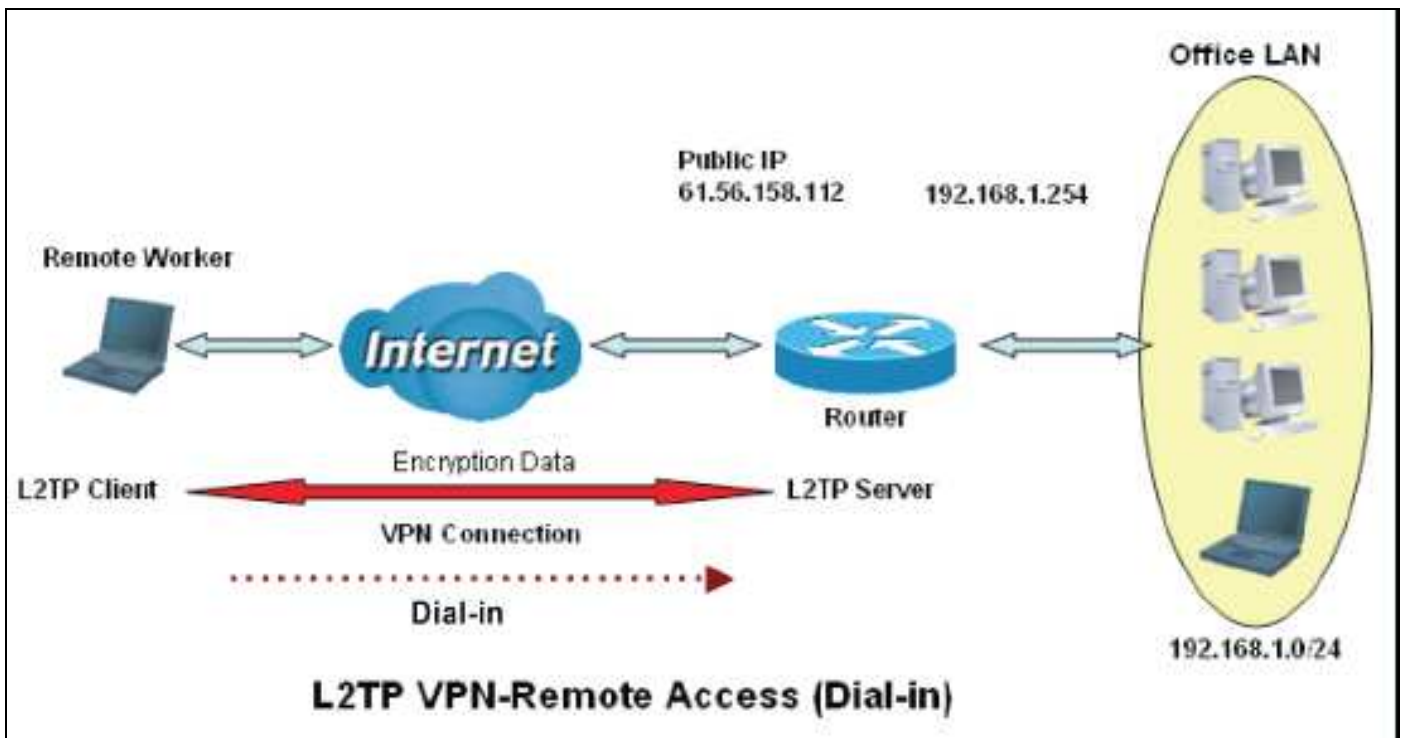 Office LAN
Public IP
61.56.158.112
192.168.1.254
Remote Worker
Internet
Router
Encryption Data
L2TP Client
L2TP Server
VPN Connection
Dial-in
192.168.1.0/24
L2TP VPN-Remote Access (Dial-in)